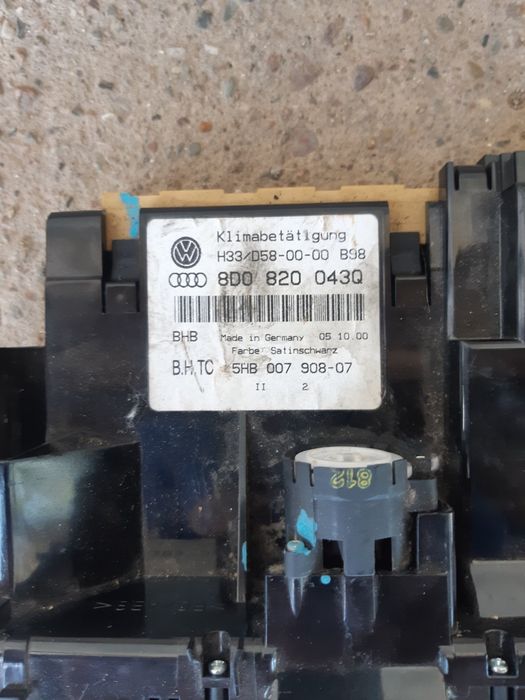 Klimabetätigung
H33/D58-00-00 B98
8D0 820 043Q
BHB Made in Germany 05.10.00
Farbe: Satinschwarz
B.H.TC 5HB 007 908-07
II 2
812